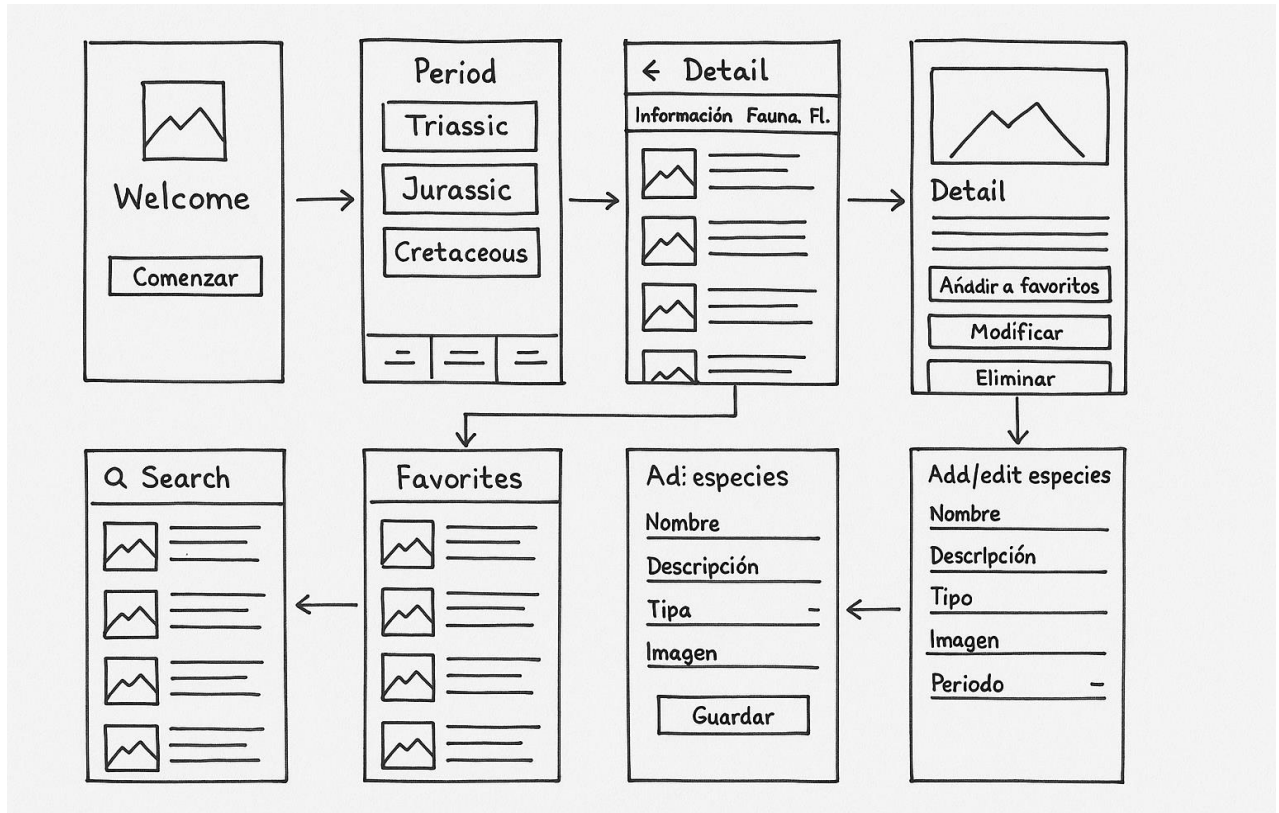 Welcome
Comenzar
Period
Triassic
Jurassic
Cretaceous
← Detail
Información Fauna. Fl.
Detail
Añadir a favoritos
Modificar
Eliminar
Search
Favorites
Ad: especies
Nombre
Descripción
Tipa
Imagen
Guardar
Add/edit especies
Nombre
Descrlpción
Tipo
Imagen
Periodo